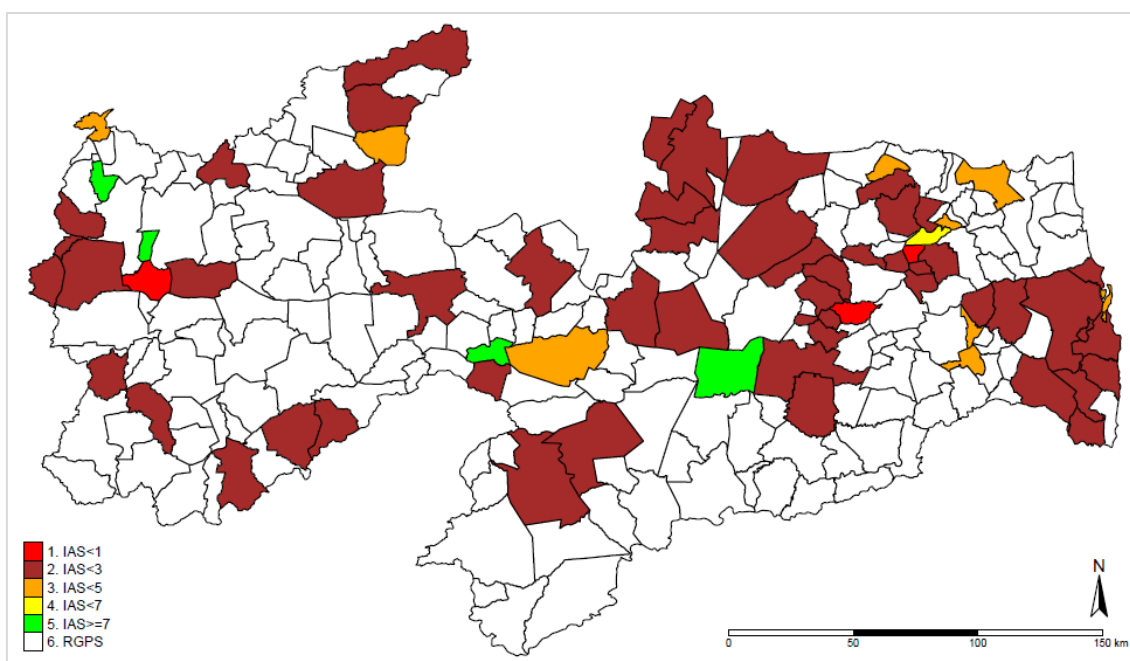 1. IAS<1
2. IAS<3
3. IAS<5
4. IAS<7
5. IAS>=7
6. RGPS
N
0 50 100 150 km